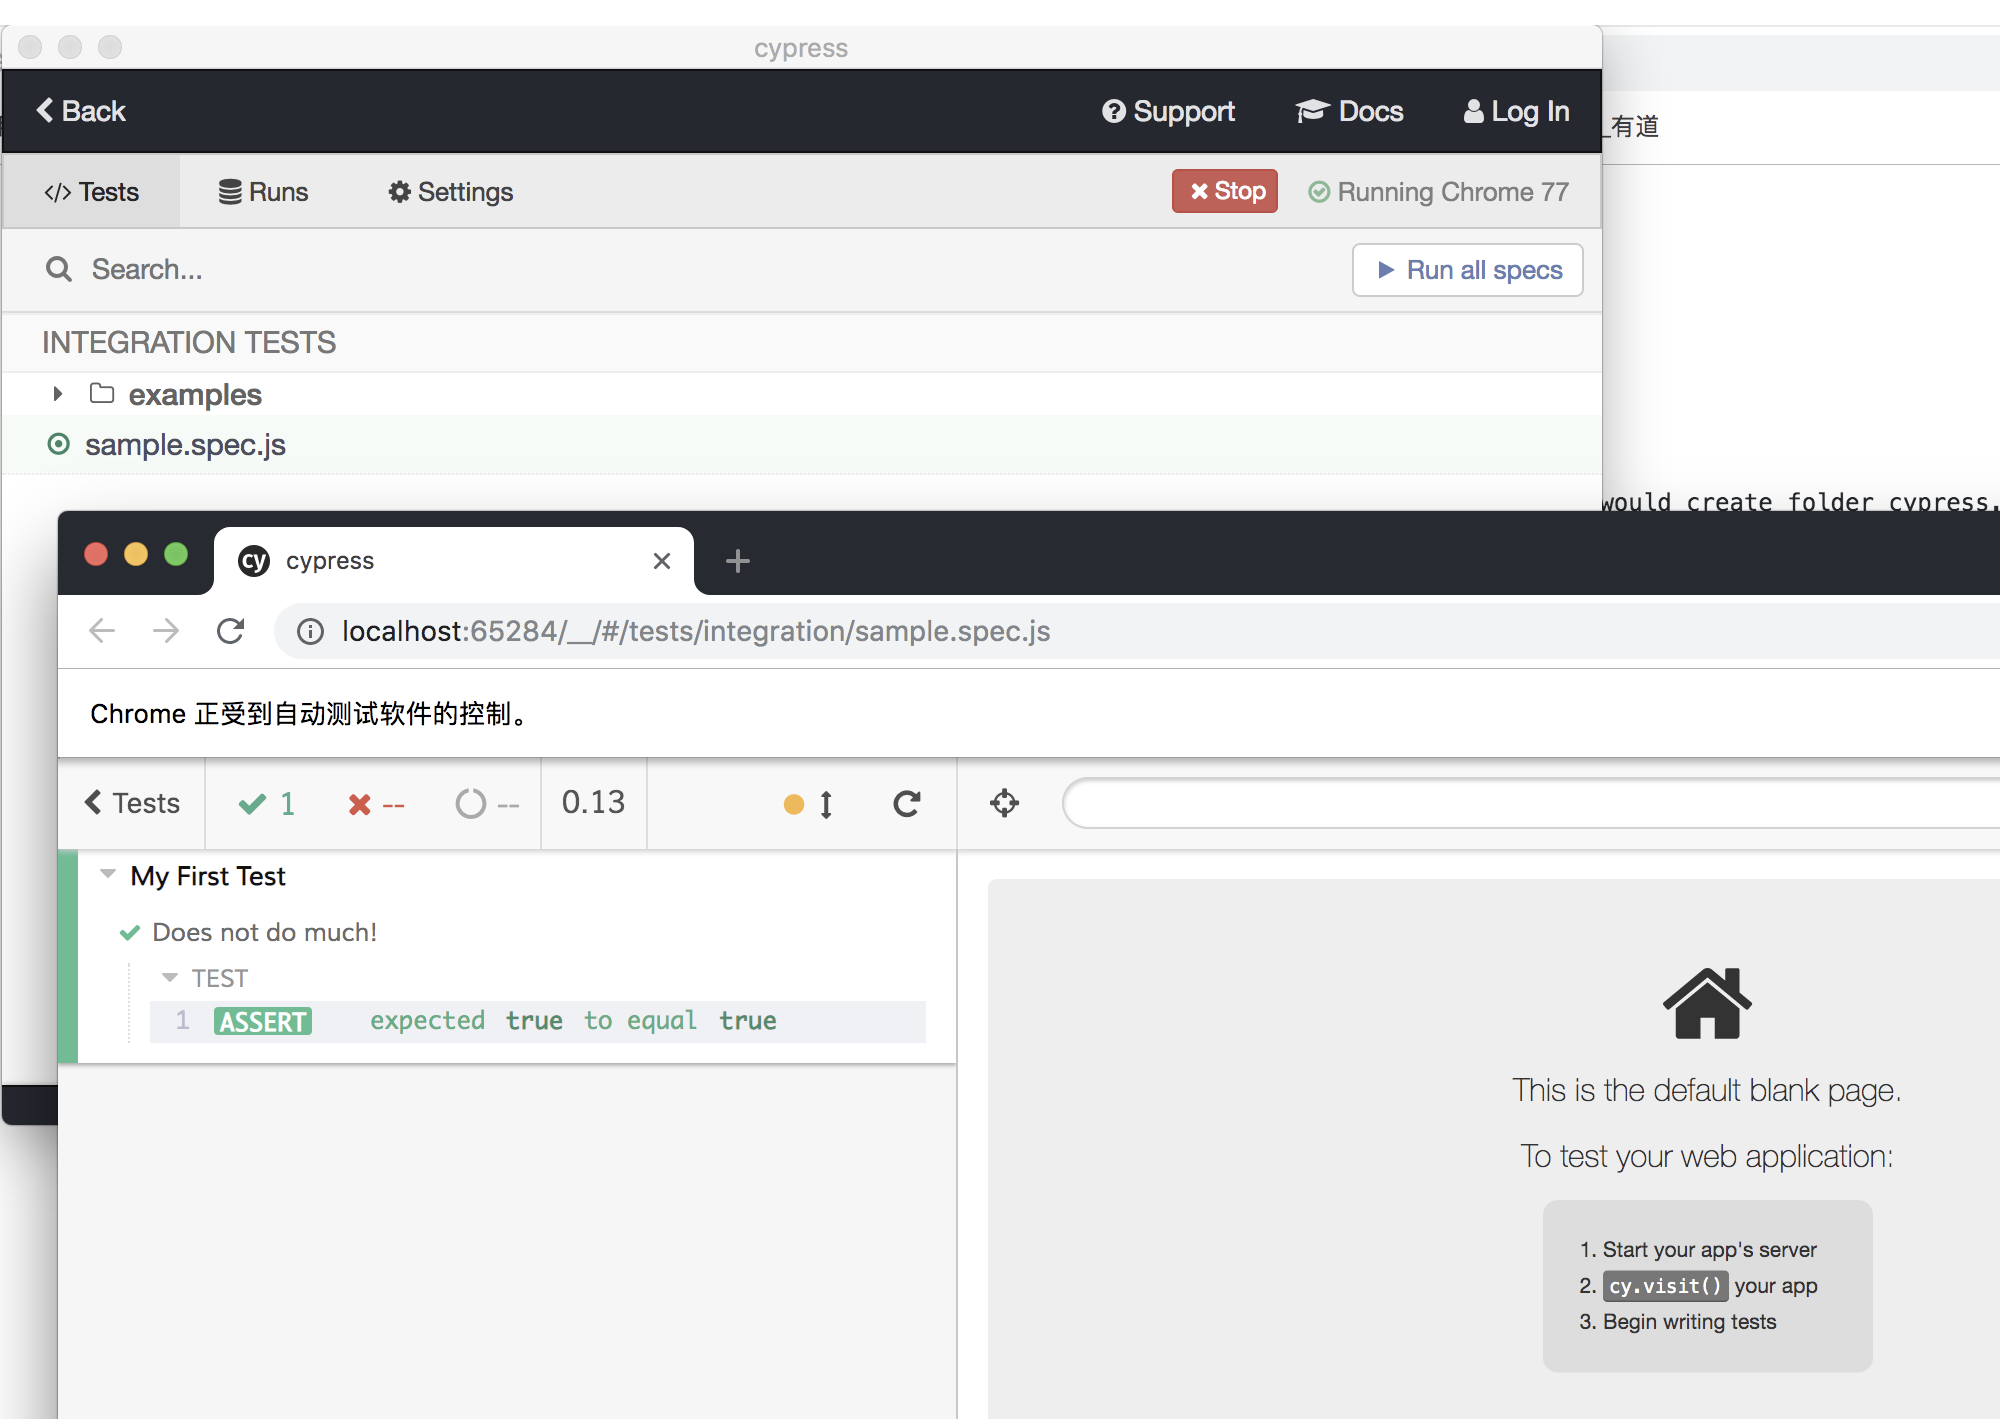 cypress
Back
Support
Docs
Log In
_有道
</> Tests
Runs
Settings
Stop
Running Chrome 77
Search...
Run all specs
INTEGRATION TESTS
examples
sample.spec.js
would create folder cypress.
cy cypress
localhost:65284/__/#/tests/integration/sample.spec.js
Chrome 正受到自动测试软件的控制。
Tests
1
--
--
0.13
My First Test
Does not do much!
TEST
1 ASSERT expected true to equal true
This is the default blank page.
To test your web application:
1. Start your app's server
2. cy.visit() your app
3. Begin writing tests